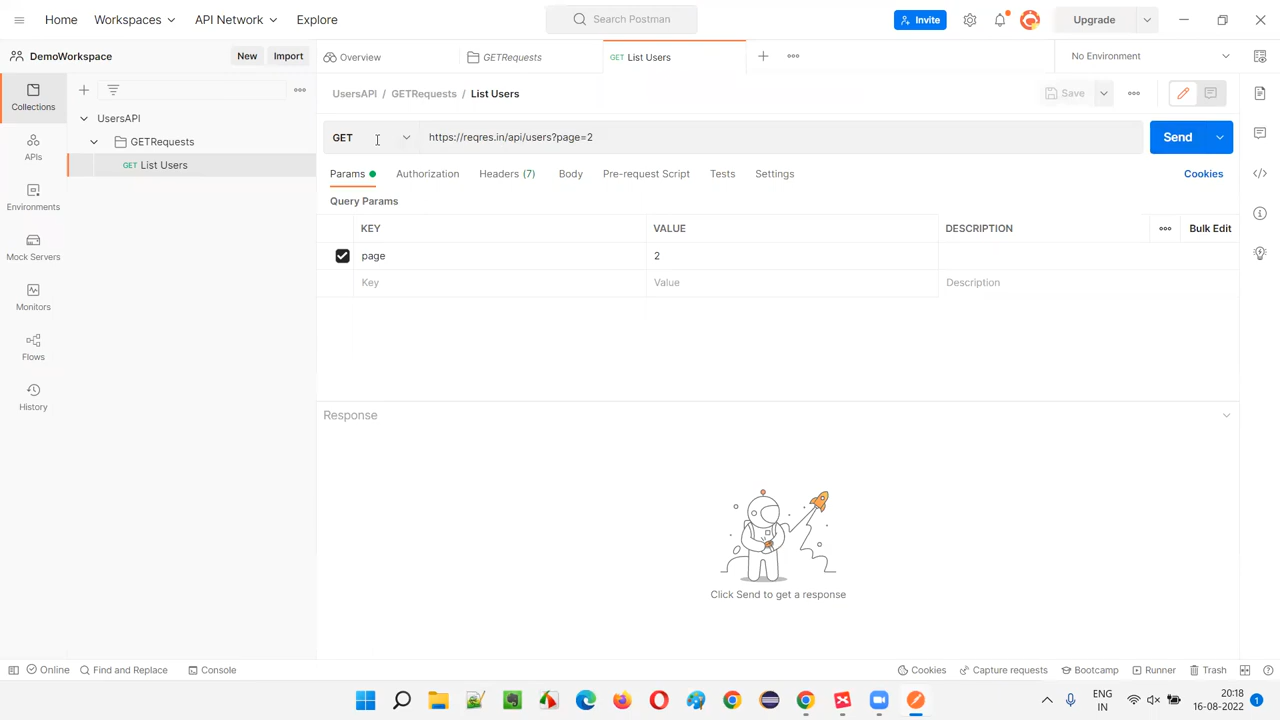 Home Workspaces API Network Explore Search Postman Invite Upgrade
DemoWorkspace New Import Overview GETRequests GET List Users No Environment
Collections
UsersAPI
GETRequests
GET List Users
APIs
Environments
Mock Servers
Monitors
Flows
History
UsersAPI / GETRequests / List Users Save
GET https://reqres.in/api/users?page=2 Send
Params Authorization Headers (7) Body Pre-request Script Tests Settings Cookies
Query Params
KEY VALUE DESCRIPTION Bulk Edit
page 2
Key Value Description
Response
Click Send to get a response
Online Find and Replace Console Cookies Capture requests Bootcamp Runner Trash
ENG IN 20:18 16-08-2022 1